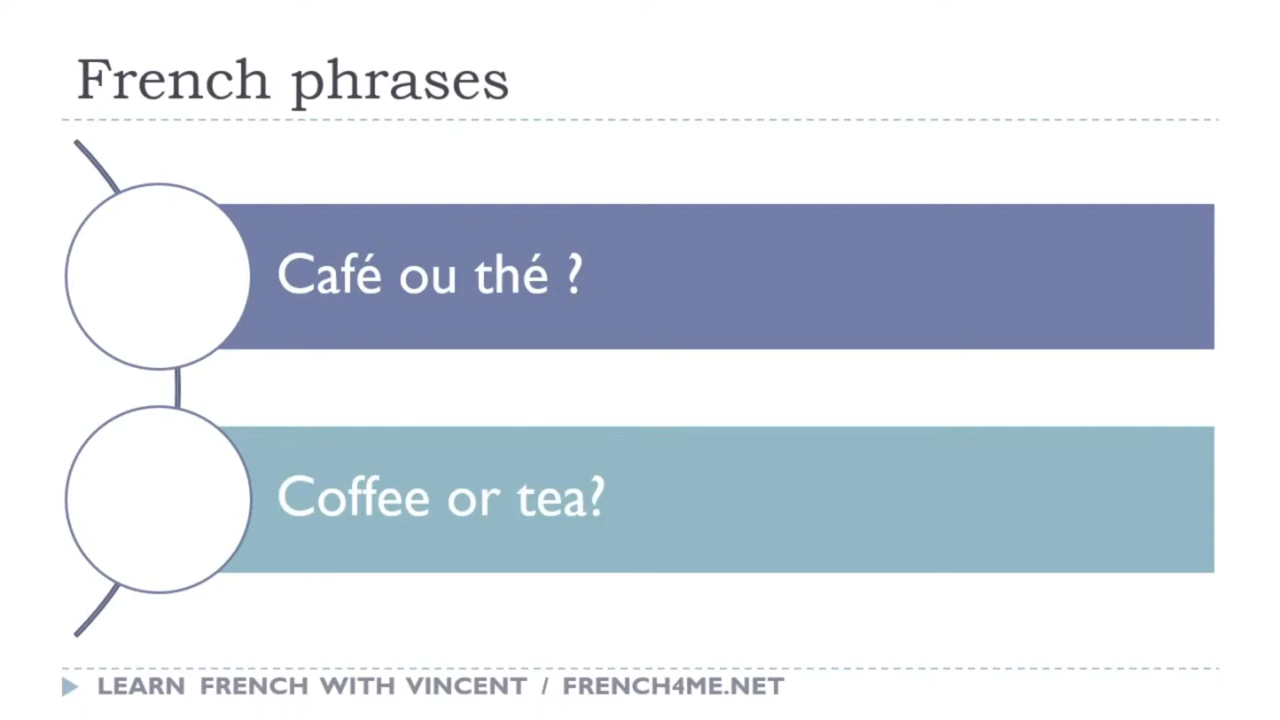 French phrases
Café ou thé ?
Coffee or tea?
LEARN FRENCH WITH VINCENT / FRENCH4ME.NET